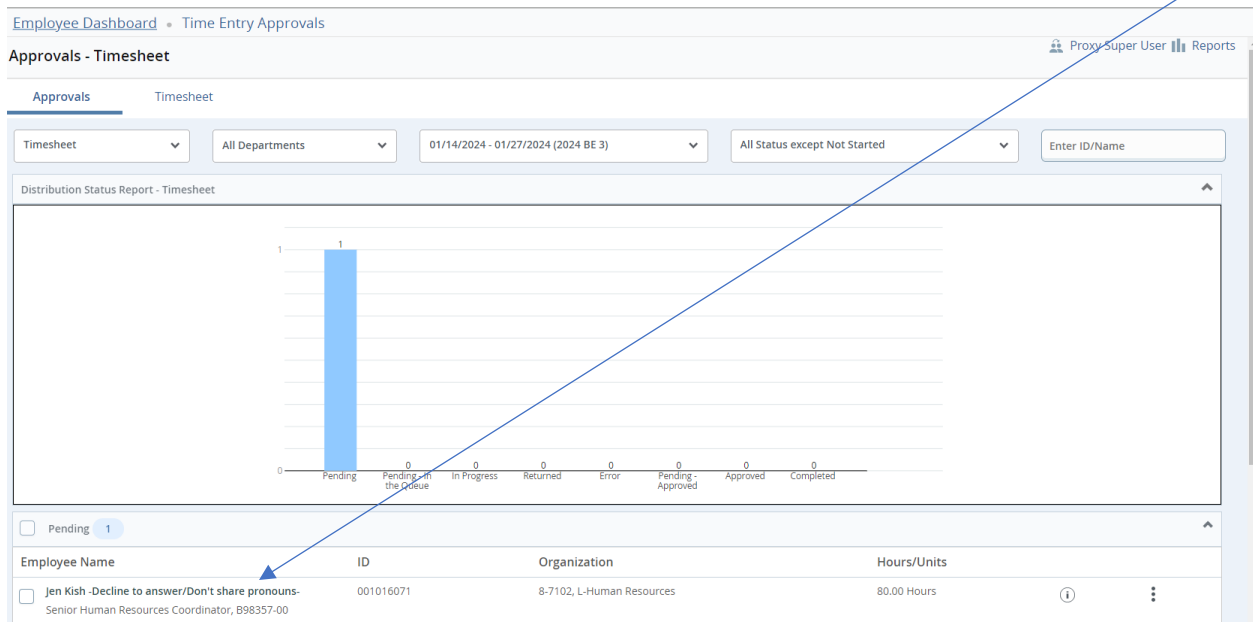 Employee Dashboard • Time Entry Approvals
Approvals - Timesheet
Proxy Super User Reports
Approvals Timesheet
Timesheet All Departments 01/14/2024 - 01/27/2024 (2024 BE 3) All Status except Not Started Enter ID/Name
Distribution Status Report - Timesheet
1
1
0
0 0 0 0 0 0 0
Pending Pending - In the Queue In Progress Returned Error Pending - Approved Approved Completed
Pending 1
Employee Name ID Organization Hours/Units
Jen Kish -Decline to answer/Don't share pronouns- 001016071 8-7102, L-Human Resources 80.00 Hours
Senior Human Resources Coordinator, B98357-00